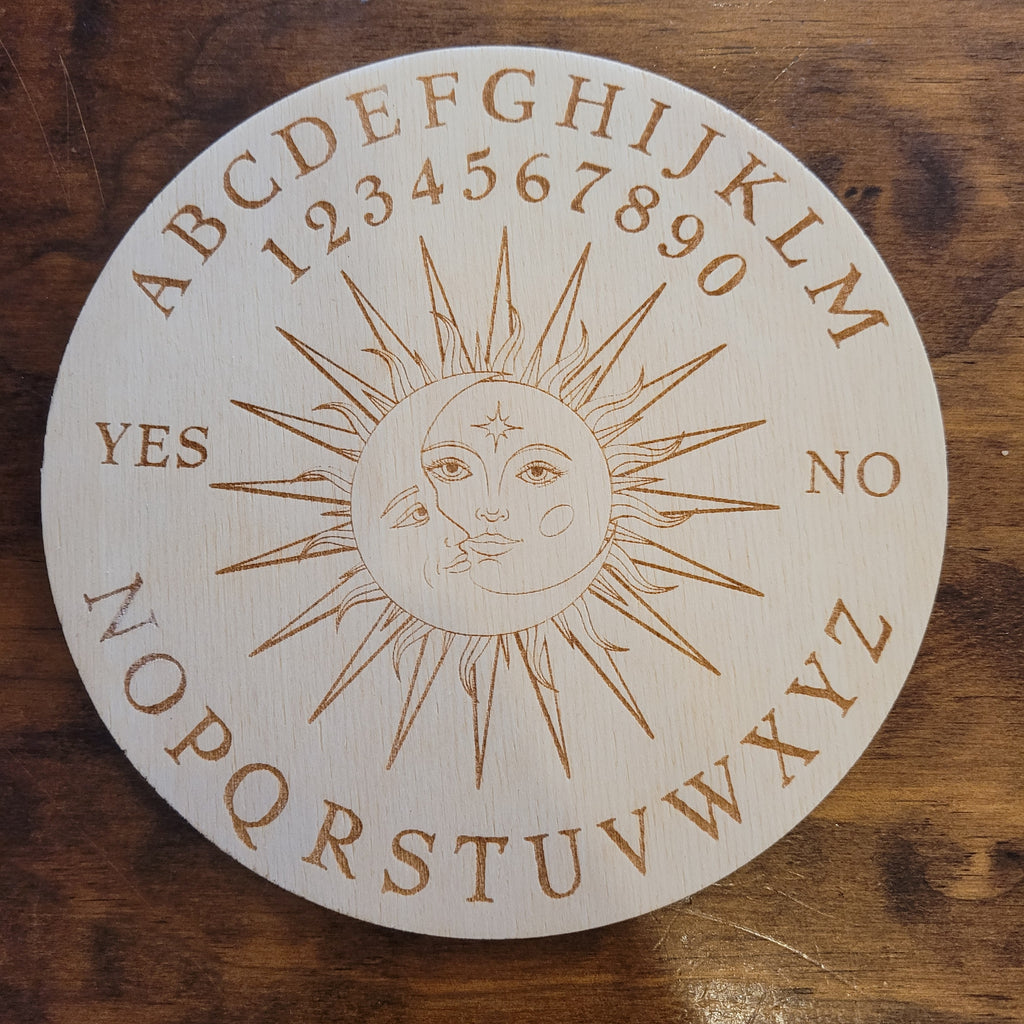 ABCDEFGHIJKLM
1234567890
YES
NO
NOPQRSTUVWXYZ